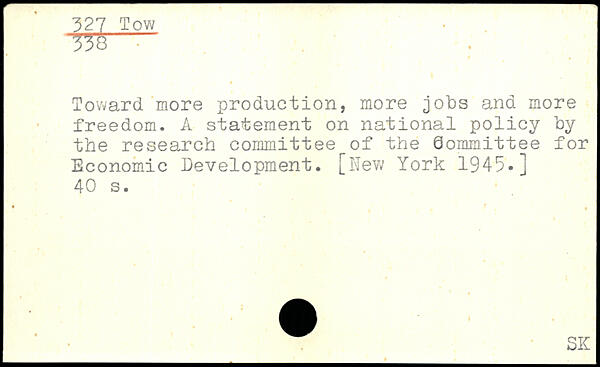 327 Tow
338
Toward more production, more jobs and more
freedom. A statement on national policy by
the research committee of the Committee for
Economic Development. [New York 1945.]
40 s.
SK